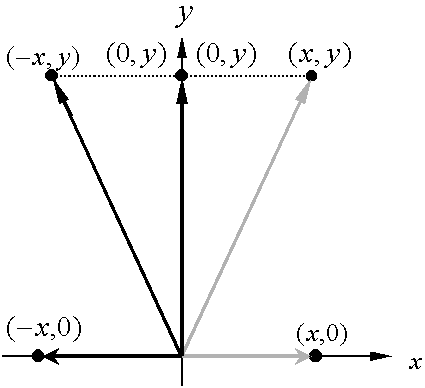 y
(−x, y) (0, y) (0, y) (x, y)
(−x,0) (x,0)
x